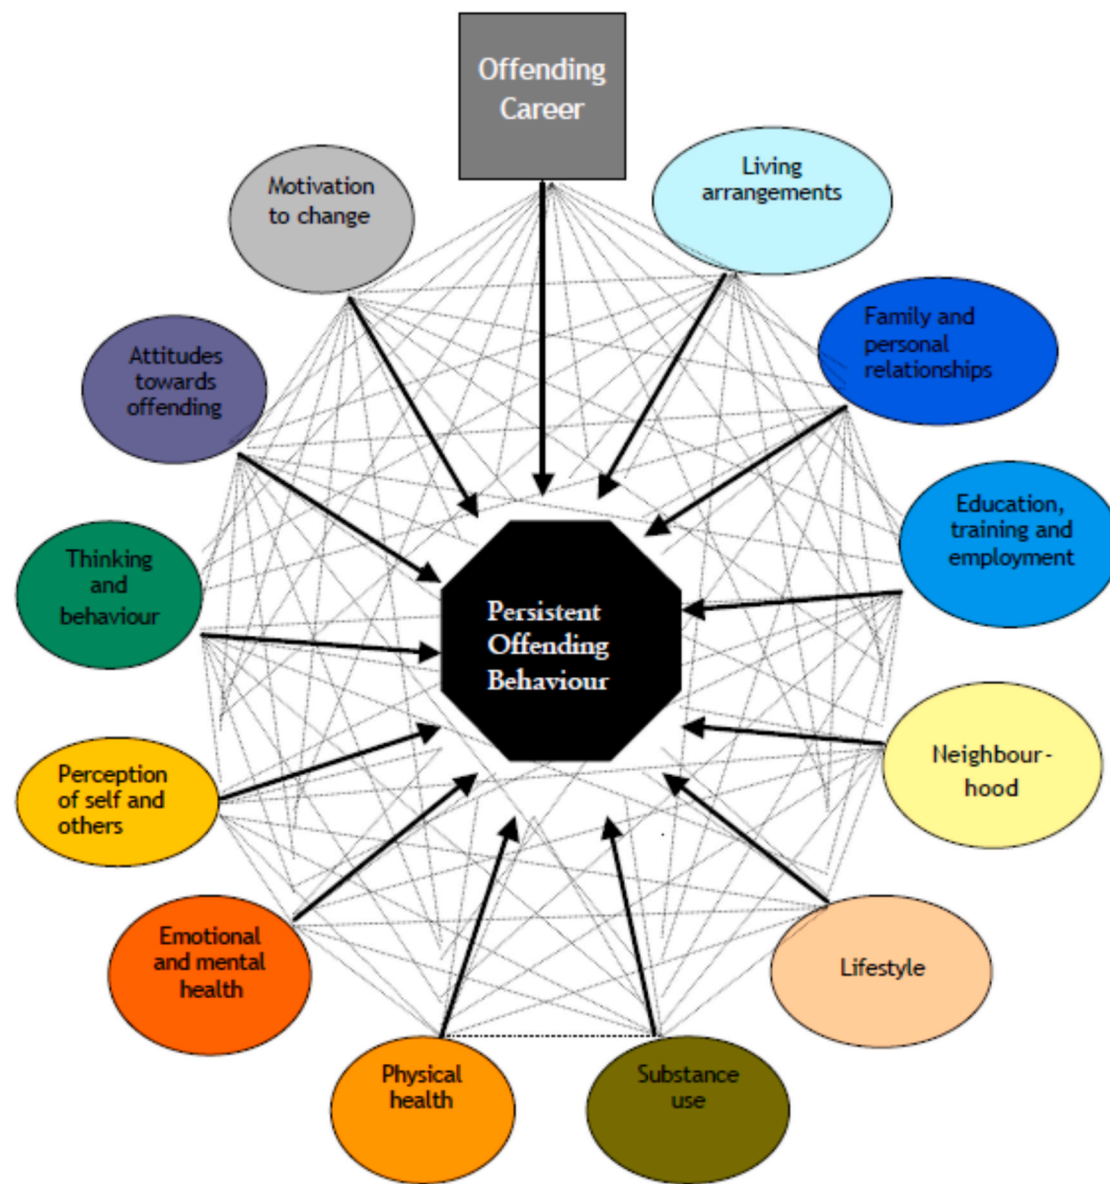 Offending
Career
Living
arrangements
Family and
personal
relationships
Education,
training and
employment
Neighbour-
hood
Lifestyle
Substance
use
Physical
health
Emotional
and mental
health
Perception
of self and
others
Thinking
and
behaviour
Attitudes
towards
offending
Motivation
to change
Persistent
Offending
Behaviour